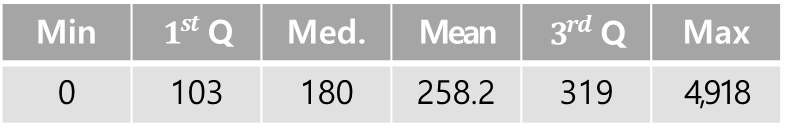 Min 1st Q Med. Mean 3rd Q Max
0 103 180 258.2 319 4,918